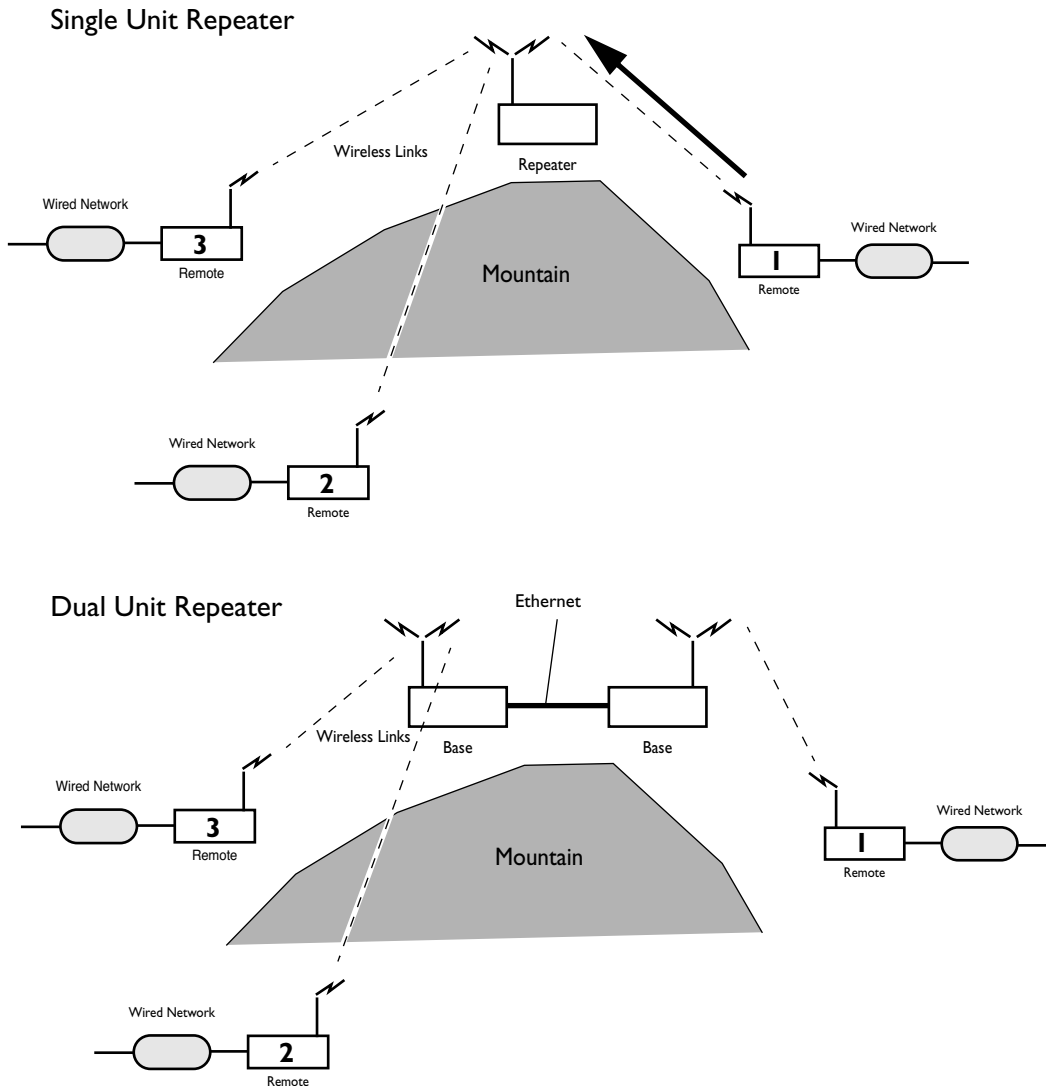 Single Unit Repeater
Wireless Links
Repeater
Wired Network
3
Remote
Wired Network
1
Remote
Mountain
Wired Network
2
Remote
Dual Unit Repeater
Ethernet
Wireless Links
Base
Base
Wired Network
3
Remote
Wired Network
1
Remote
Mountain
Wired Network
2
Remote